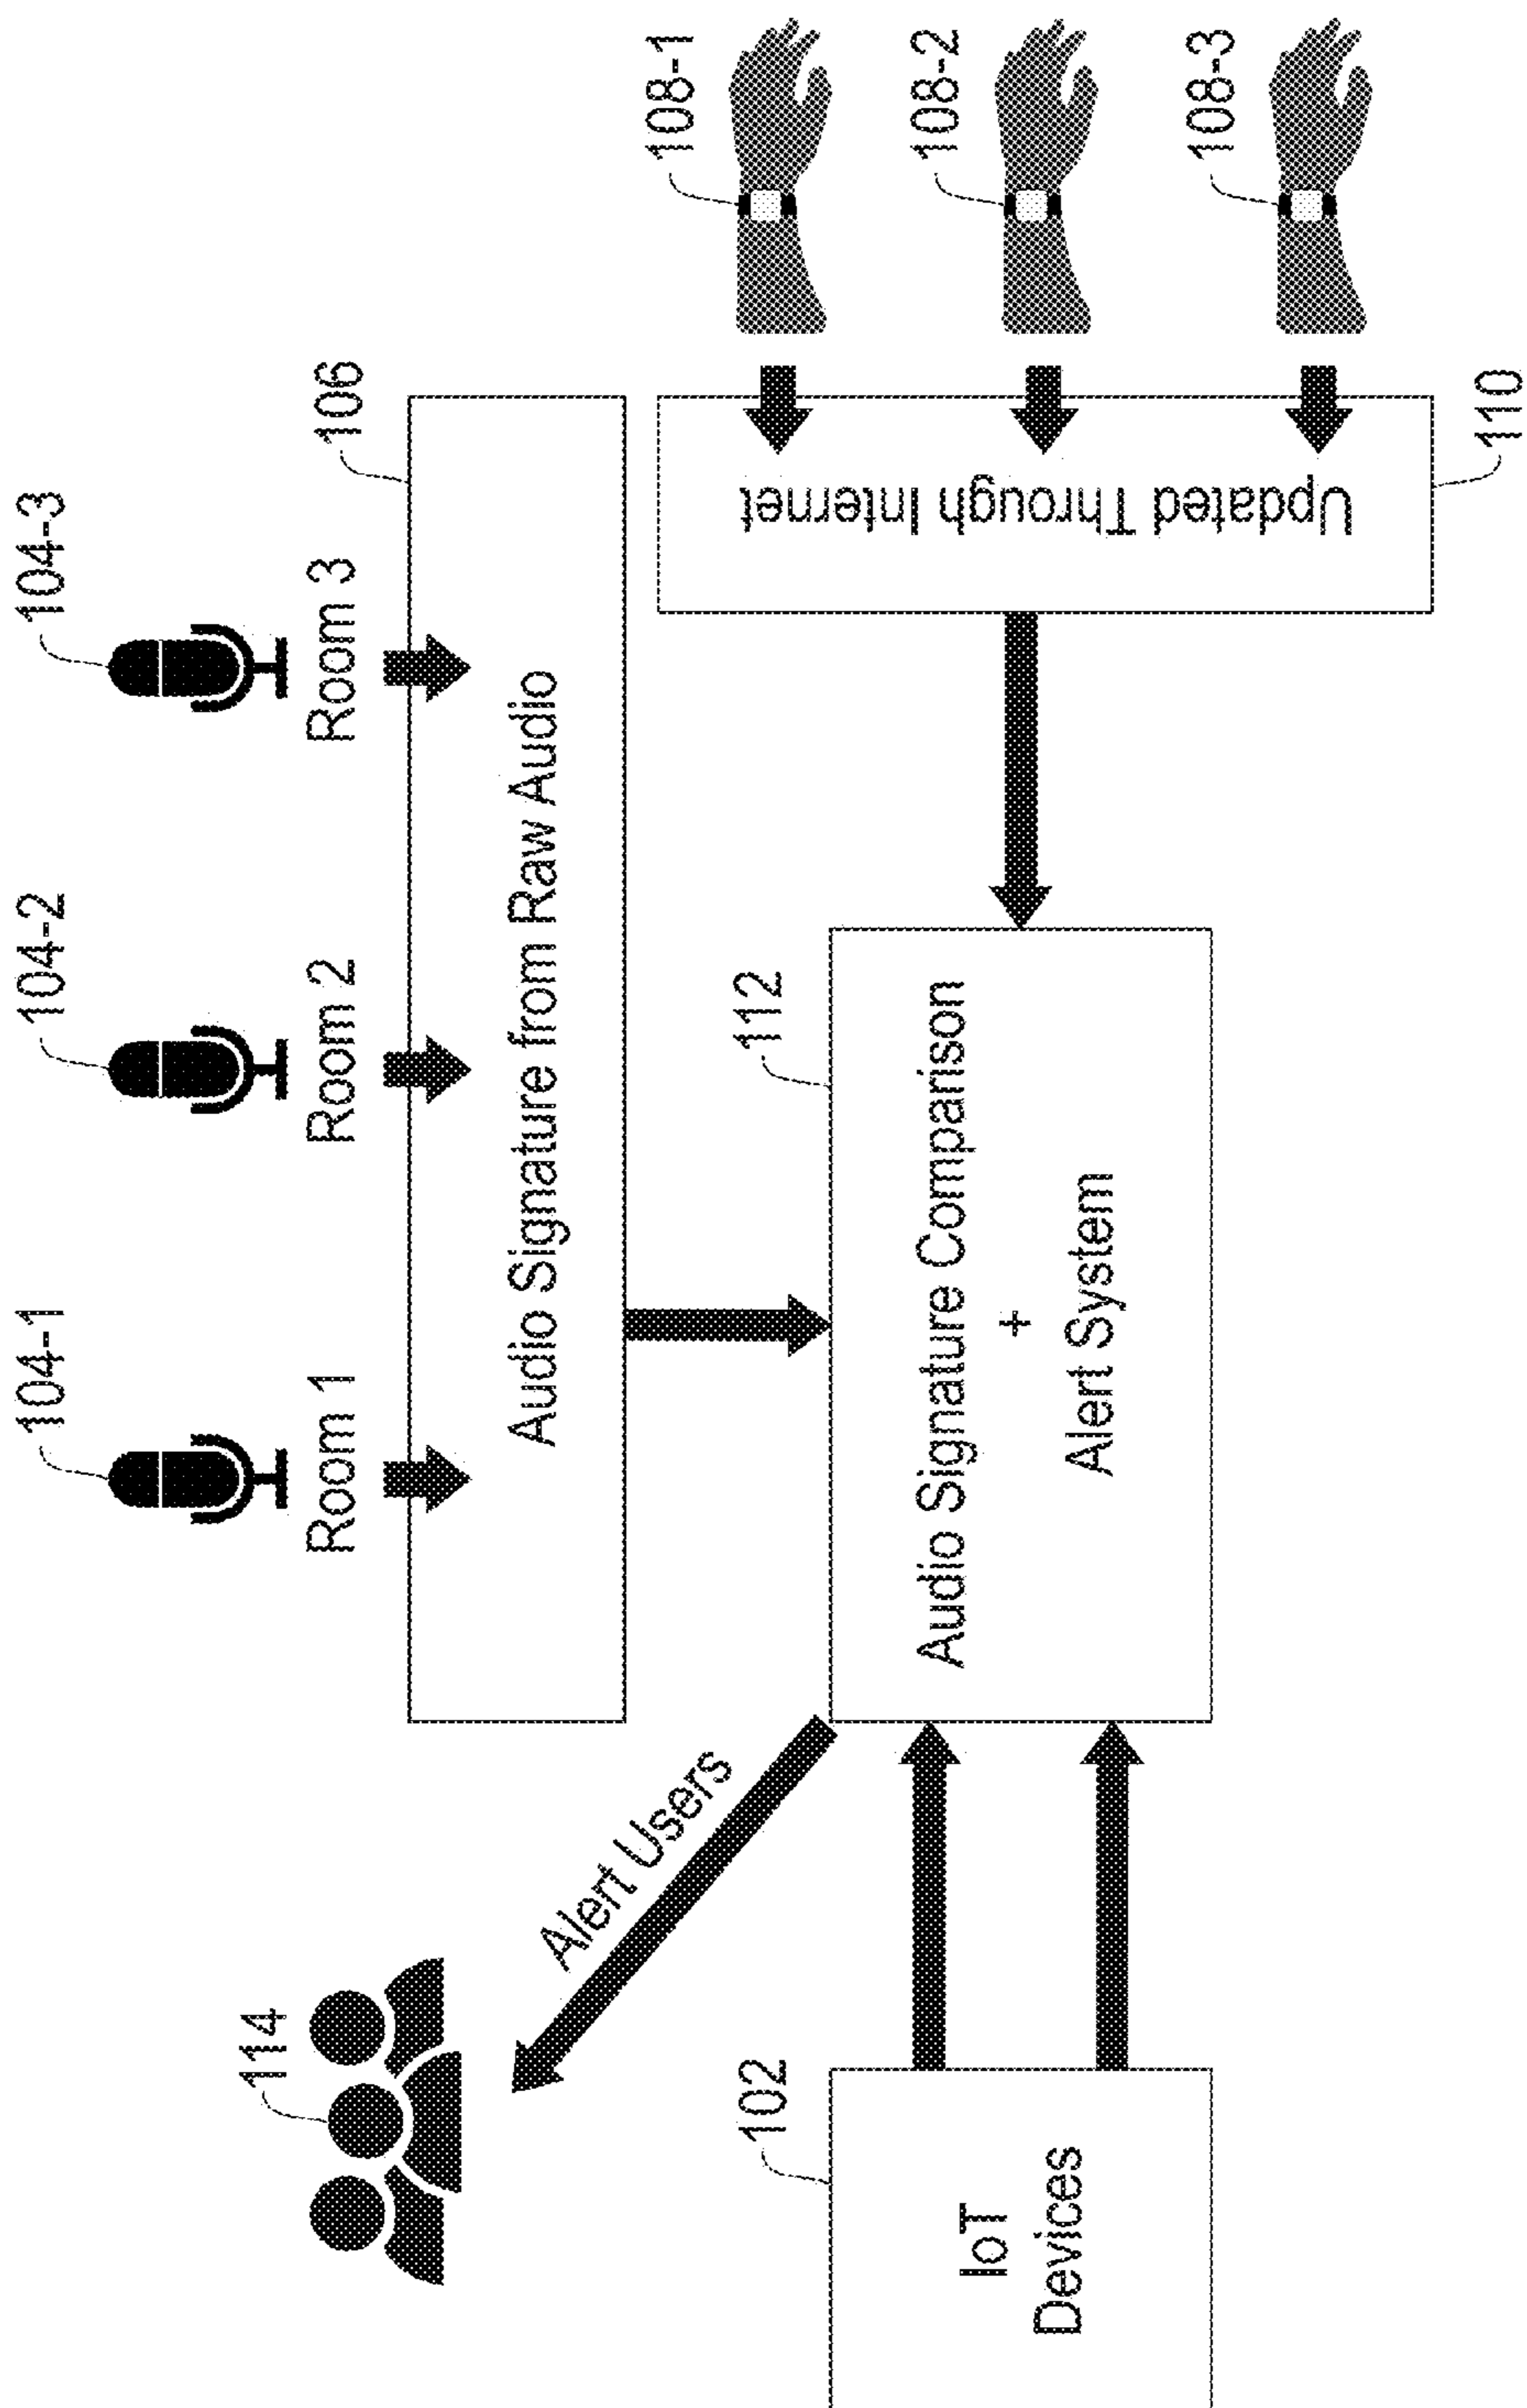 104-1
104-2
104-3
Room 1
Room 2
Room 3
106
Audio Signature from Raw Audio
114
Alert Users
102
IoT
Devices
112
Audio Signature Comparison
+
Alert System
Updated Through Internet
110
108-1
108-2
108-3